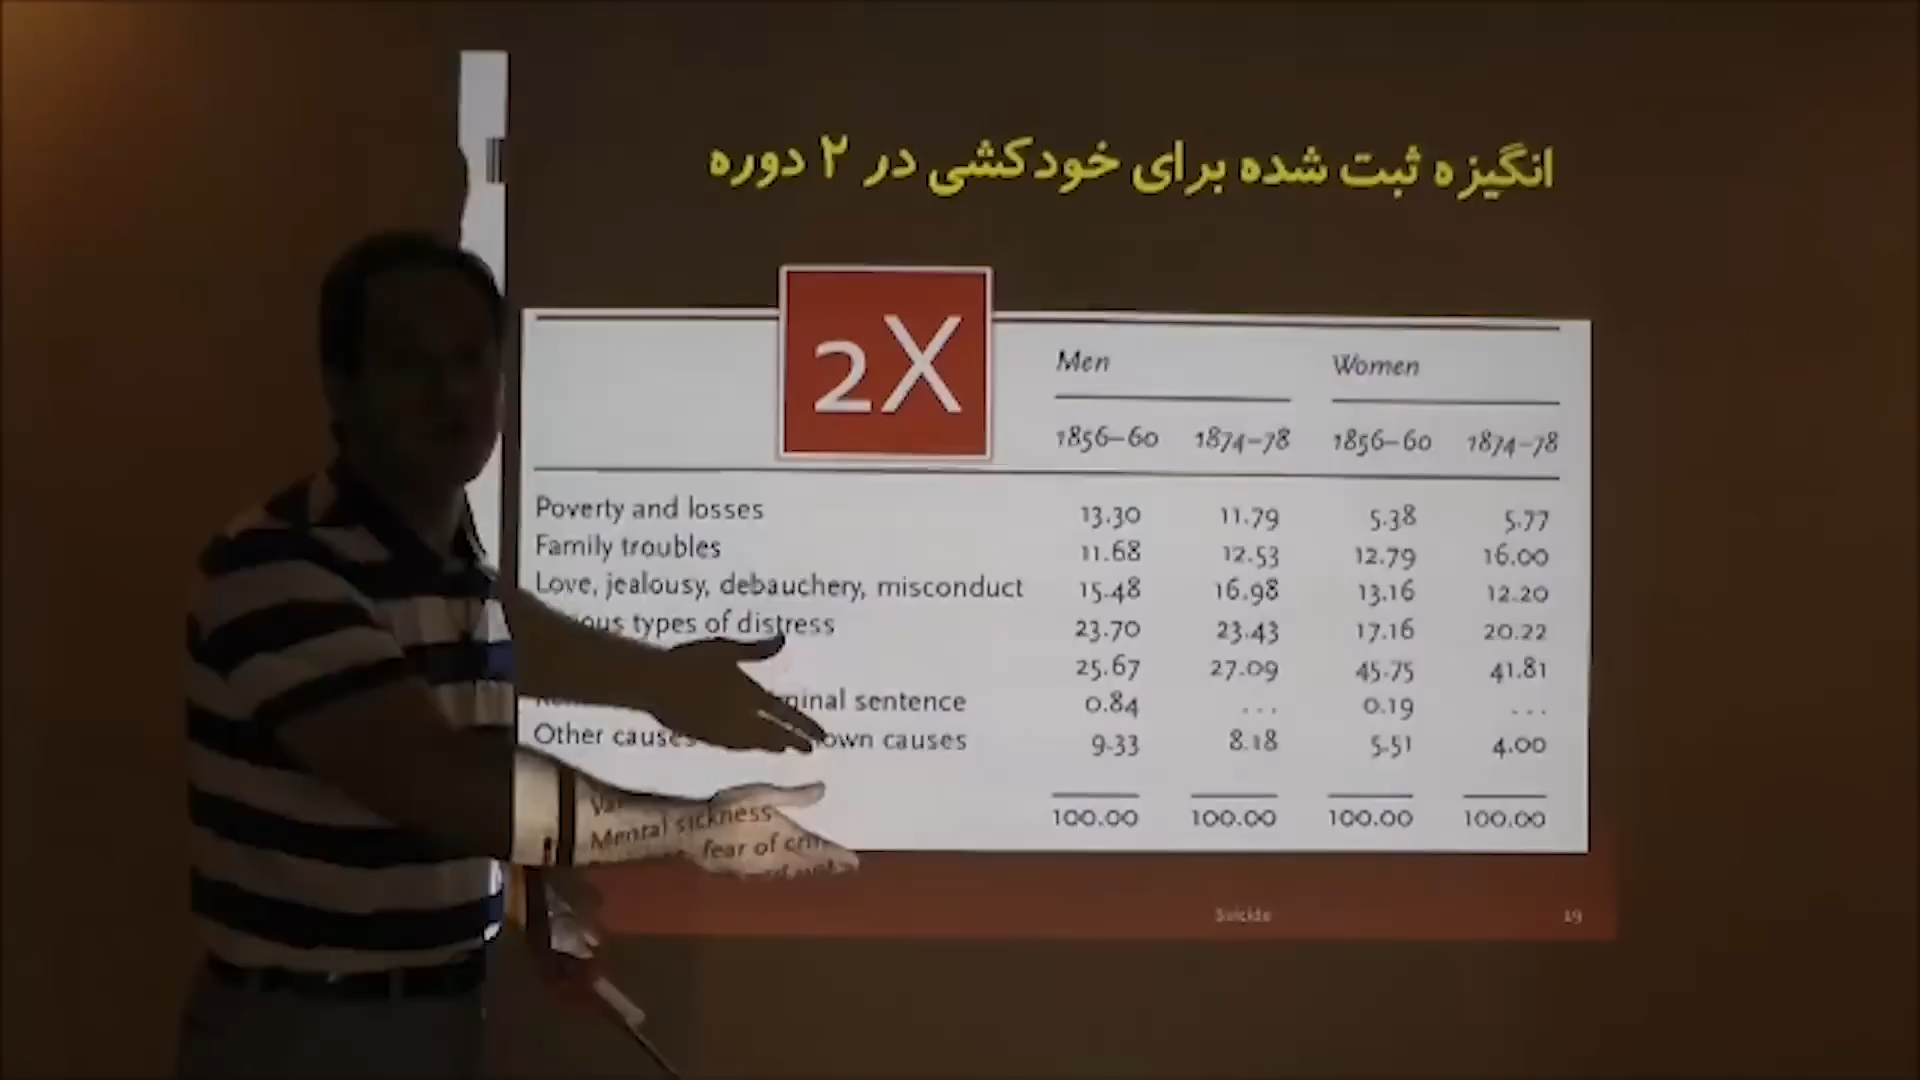 انگیزه ثبت شده برای خودکشی در ۲ دوره
2X
Men Women
1856–60 1874–78 1856–60 1874–78
Poverty and losses 13.30 11.79 5.38 5.77
Family troubles 11.68 12.53 12.79 16.00
Love, jealousy, debauchery, misconduct 15.48 16.98 13.16 12.20
types of distress 23.70 23.43 17.16 20.22
25.67 27.09 45.75 41.81
sentence 0.84 ... 0.19 ...
Other causes causes 9.33 8.18 5.51 4.00
100.00 100.00 100.00 100.00
Mental sickness
fear of
Suicide 19